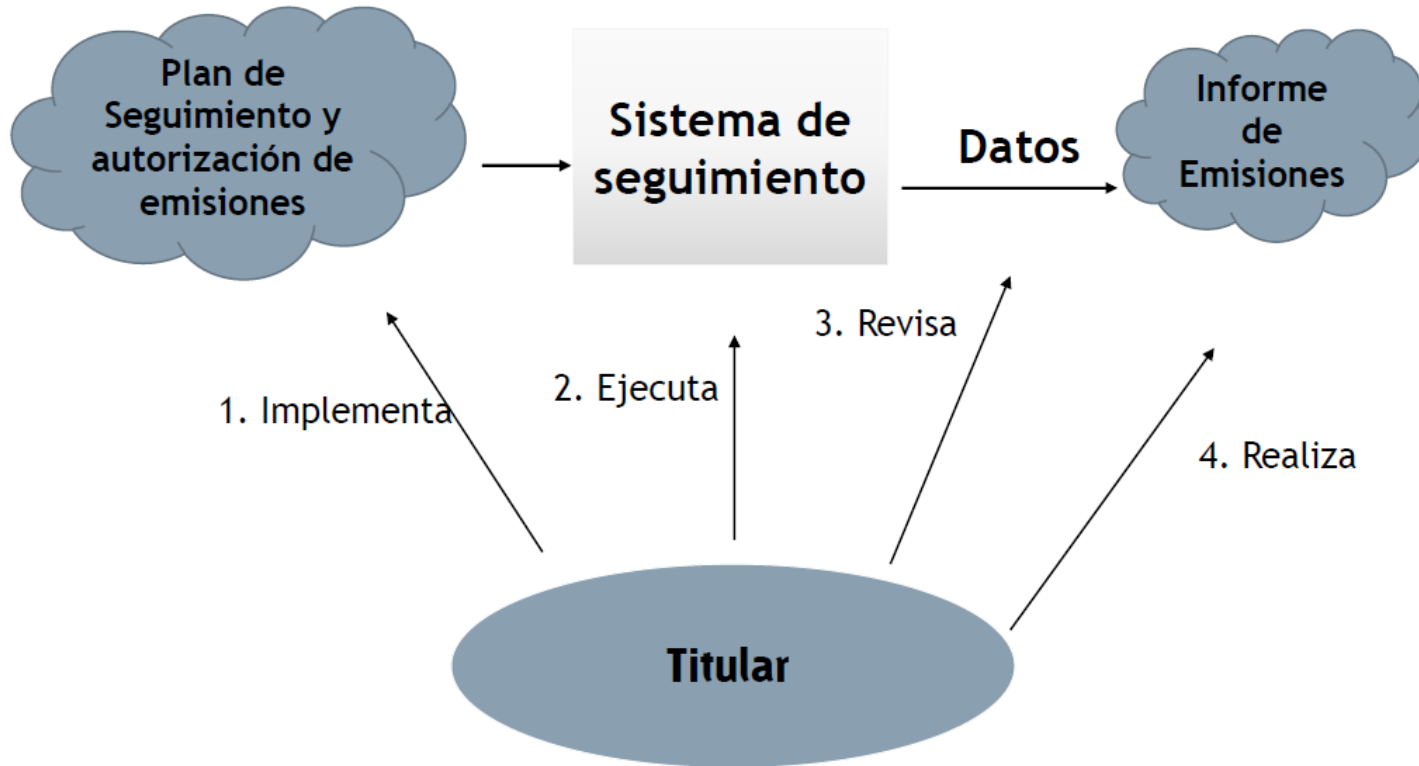 Plan de
Seguimiento y
autorización de
emisiones
Sistema de
seguimiento
Datos
Informe
de
Emisiones
1. Implementa
2. Ejecuta
3. Revisa
4. Realiza
Titular